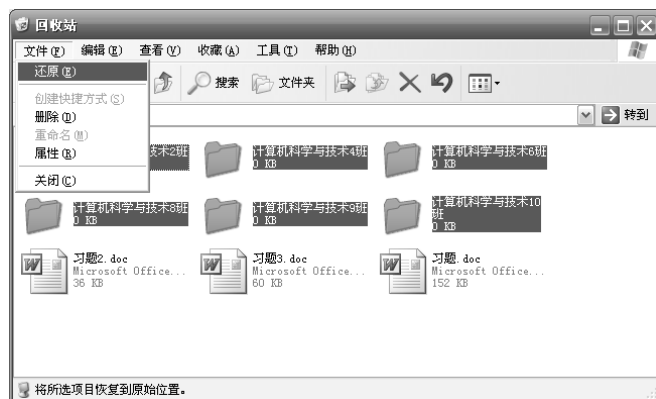 回收站
文件(F) 编辑(E) 查看(V) 收藏(A) 工具(T) 帮助(H)
还原(E)
创建快捷方式(S)
删除(D)
重命名(M)
属性(R)
关闭(C)
搜索 文件夹
转到
技术2班
计算机科学与技术4班
0 KB
计算机科学与技术6班
0 KB
计算机科学与技术8班
0 KB
计算机科学与技术9班
0 KB
计算机科学与技术10
班
0 KB
习题2.doc
Microsoft Office...
36 KB
习题3.doc
Microsoft Office...
60 KB
习题.doc
Microsoft Office...
152 KB
将所选项目恢复到原始位置。